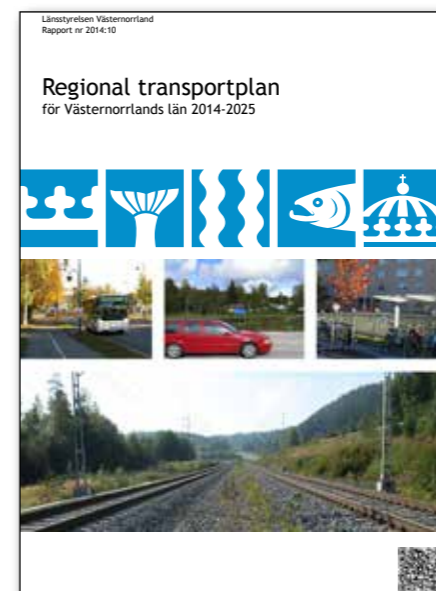 Länsstyrelsen Västernorrland
Rapport nr 2014:10
Regional transportplan
för Västernorrlands län 2014-2025